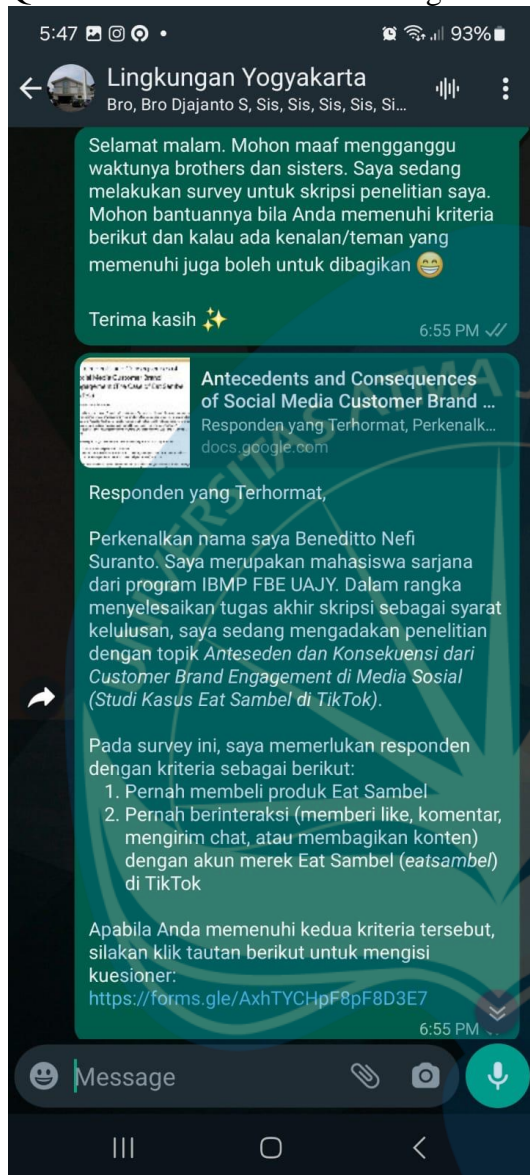 5:47 93%
Lingkungan Yogyakarta
Bro, Bro Djajanto S, Sis, Sis, Sis, Sis, Si...
Selamat malam. Mohon maaf mengganggu
waktunya brothers dan sisters. Saya sedang
melakukan survey untuk skripsi penelitian saya.
Mohon bantuannya bila Anda memenuhi kriteria
berikut dan kalau ada kenalan/teman yang
memenuhi juga boleh untuk dibagikan 😁
Terima kasih ✨
6:55 PM
Antecedents and Consequences
of Social Media Customer Brand ...
Responden yang Terhormat, Perkenalk...
docs.google.com
Responden yang Terhormat,
Perkenalkan nama saya Beneditto Nefi
Suranto. Saya merupakan mahasiswa sarjana
dari program IBMP FBE UAJY. Dalam rangka
menyelesaikan tugas akhir skripsi sebagai syarat
kelulusan, saya sedang mengadakan penelitian
dengan topik Anteseden dan Konsekuensi dari
Customer Brand Engagement di Media Sosial
(Studi Kasus Eat Sambel di TikTok).
Pada survey ini, saya memerlukan responden
dengan kriteria sebagai berikut:
1. Pernah membeli produk Eat Sambel
2. Pernah berinteraksi (memberi like, komentar,
mengirim chat, atau membagikan konten)
dengan akun merek Eat Sambel (eatsambel)
di TikTok
Apabila Anda memenuhi kedua kriteria tersebut,
silakan klik tautan berikut untuk mengisi
kuesioner:
https://forms.gle/AxhTYCHpF8pF8D3E7
6:55 PM
Message